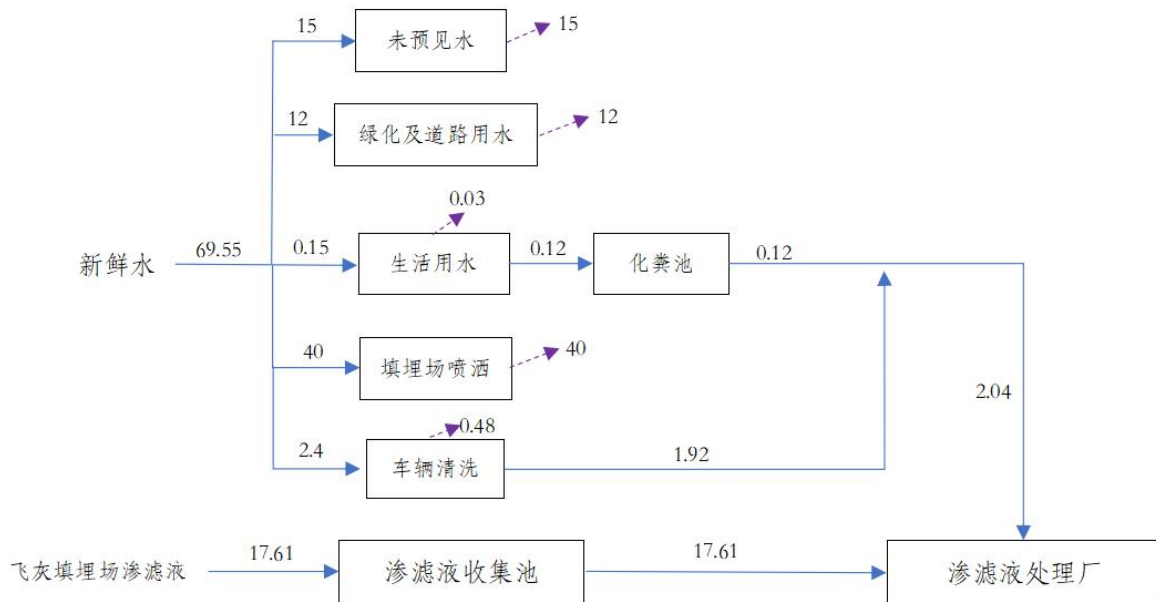 15
未预见水
15
12
绿化及道路用水
12
0.03
新鲜水
69.55
0.15
生活用水
0.12
化粪池
0.12
40
填埋场喷洒
40
2.04
0.48
2.4
车辆清洗
1.92
飞灰填埋场渗滤液
17.61
渗滤液收集池
17.61
渗滤液处理厂